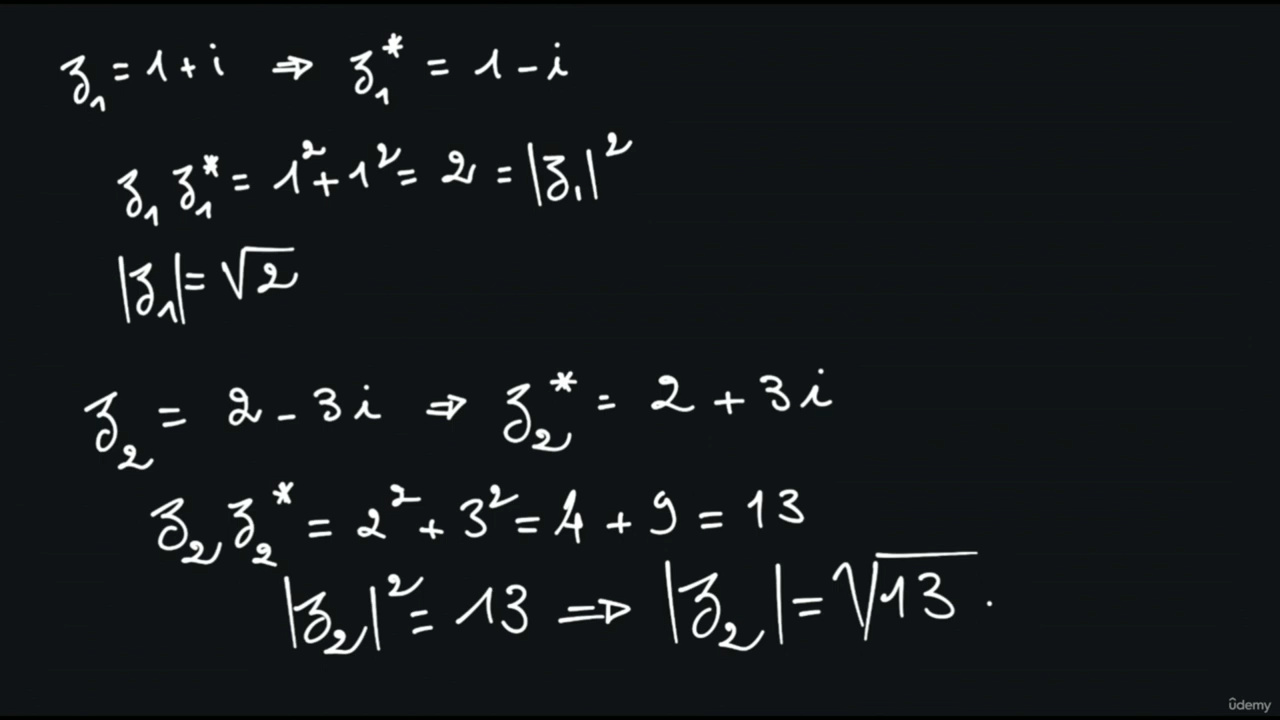 z₁ = 1 + i ⇒ z₁* = 1 - i
z₁ z₁* = 1² + 1² = 2 = |z₁|²
|z₁| = √2
z₂ = 2 - 3i ⇒ z₂* = 2 + 3i
z₂ z₂* = 2² + 3² = 4 + 9 = 13
|z₂|² = 13 ⇒ |z₂| = √13.
ûdemy